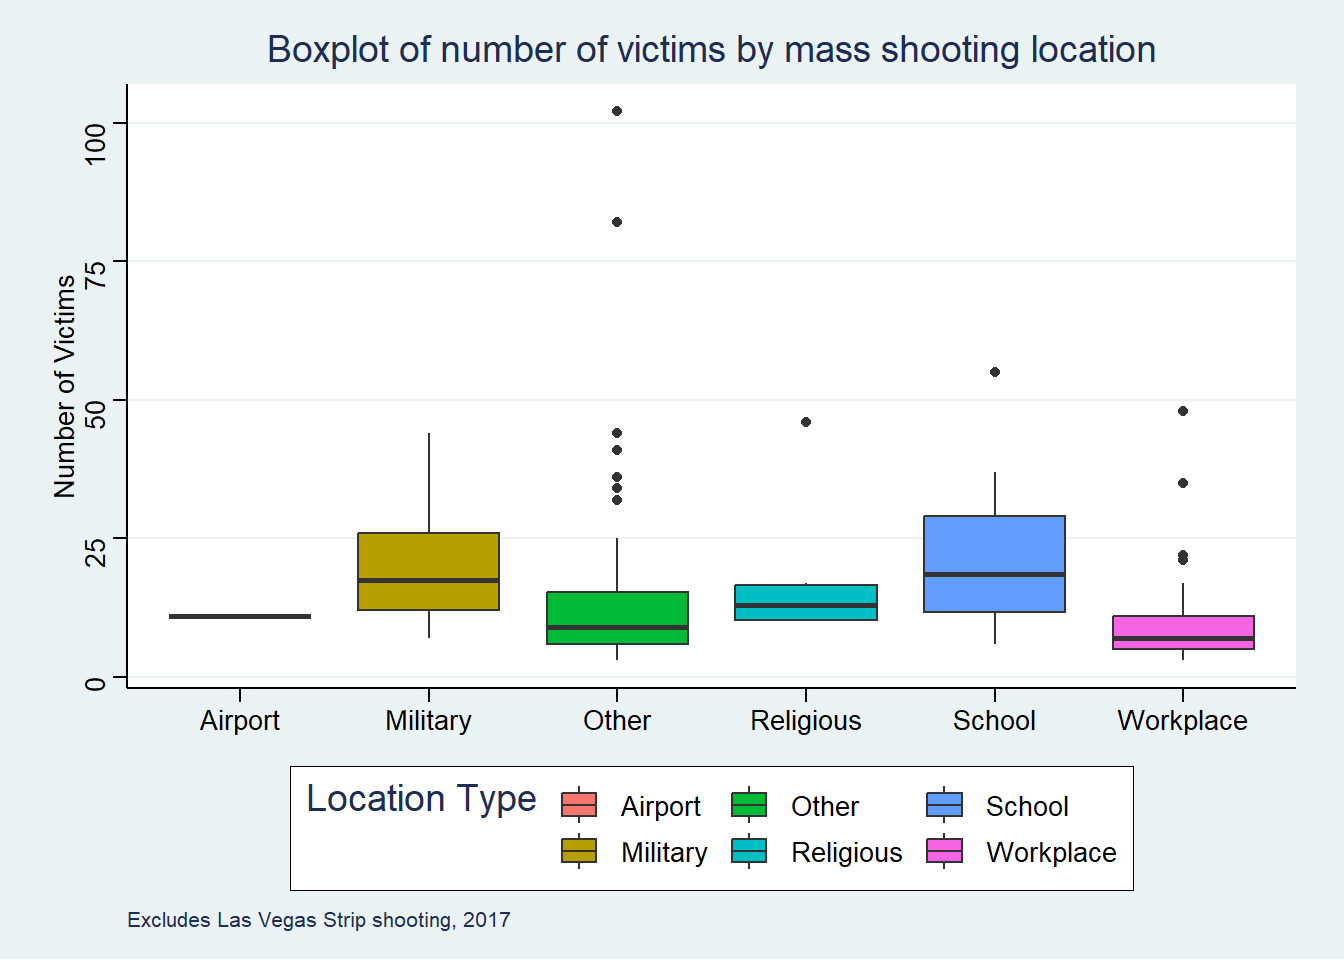 Boxplot of number of victims by mass shooting location
Number of Victims
100
75
50
25
0
Airport Military Other Religious School Workplace
Location Type
Airport Other School
Military Religious Workplace
Excludes Las Vegas Strip shooting, 2017